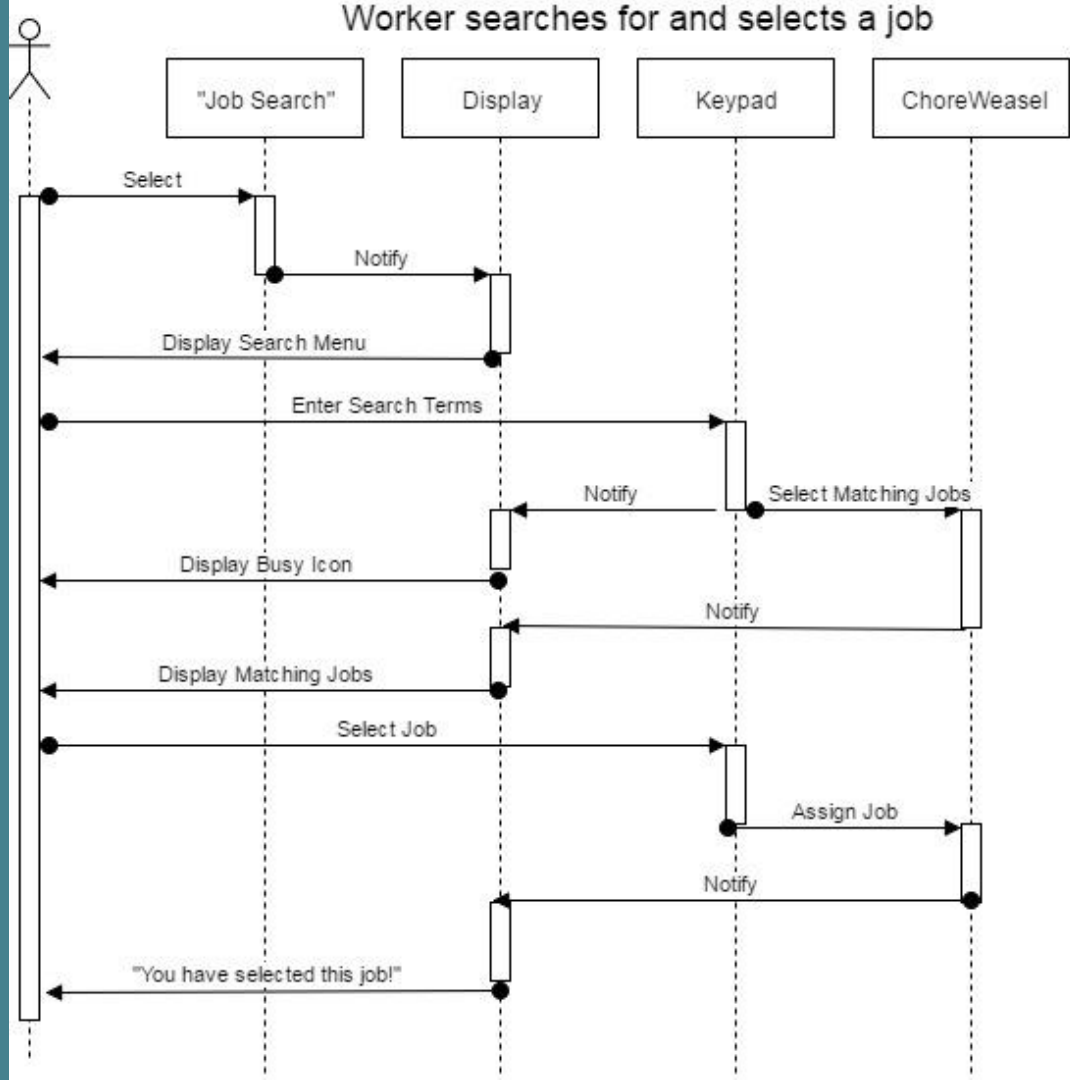 Worker searches for and selects a job
"Job Search"
Display
Keypad
ChoreWeasel
Select
Notify
Display Search Menu
Enter Search Terms
Notify
Select Matching Jobs
Display Busy Icon
Notify
Display Matching Jobs
Select Job
Assign Job
Notify
"You have selected this job!"